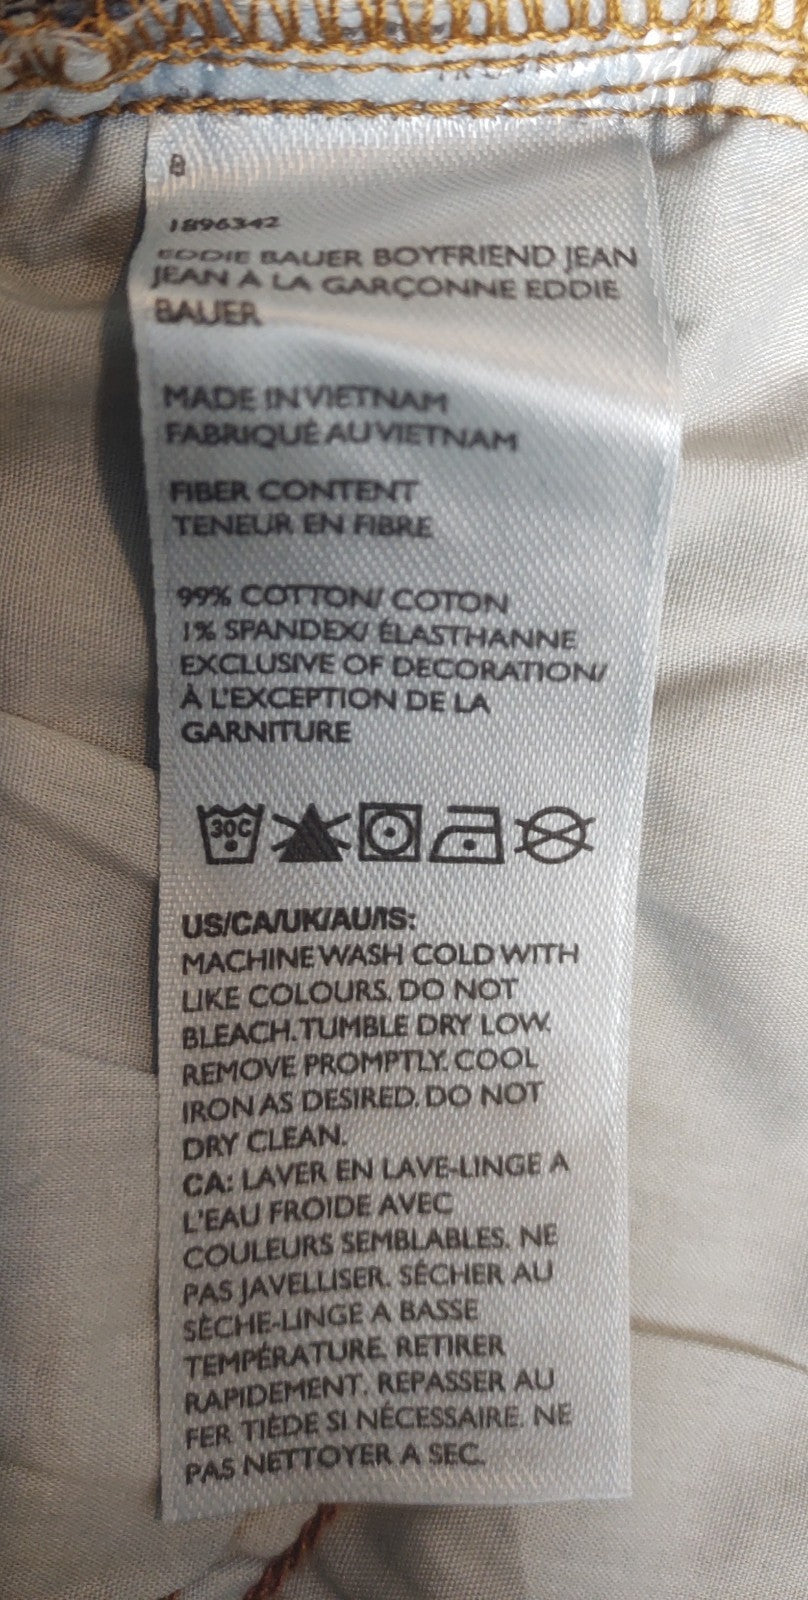 8
1896342
EDDIE BAUER BOYFRIEND JEAN
JEAN À LA GARÇONNE EDDIE
BAUER
MADE IN VIETNAM
FABRIQUÉ AU VIETNAM
FIBER CONTENT
TENEUR EN FIBRE
99% COTTON/ COTON
1% SPANDEX/ ÉLASTHANNE
EXCLUSIVE OF DECORATION/
À L'EXCEPTION DE LA
GARNITURE
30C
US/CA/UK/AU/IS:
MACHINE WASH COLD WITH
LIKE COLOURS. DO NOT
BLEACH. TUMBLE DRY LOW.
REMOVE PROMPTLY. COOL
IRON AS DESIRED. DO NOT
DRY CLEAN.
CA: LAVER EN LAVE-LINGE A
L'EAU FROIDE AVEC
COULEURS SEMBLABLES. NE
PAS JAVELLISER. SÉCHER AU
SÈCHE-LINGE A BASSE
TEMPÉRATURE. RETIRER
RAPIDEMENT. REPASSER AU
FER TIÈDE SI NÉCESSAIRE. NE
PAS NETTOYER A SEC.